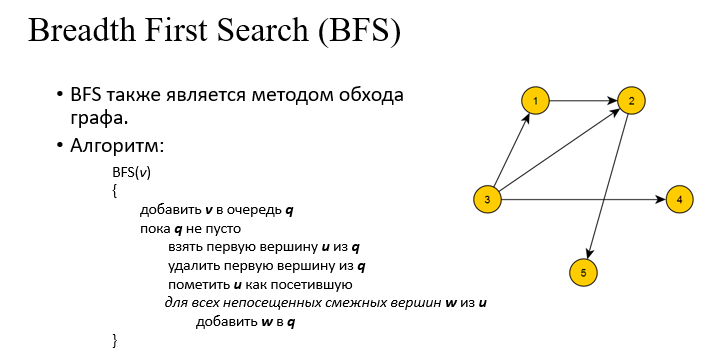 Breadth First Search (BFS)
• BFS также является методом обхода
графа.
• Алгоритм:
BFS(v)
{
добавить v в очередь q
пока q не пусто
взять первую вершину u из q
удалить первую вершину из q
пометить u как посетившую
для всех непосещенных смежных вершин w из u
добавить w в q
}
1
2
3
4
5